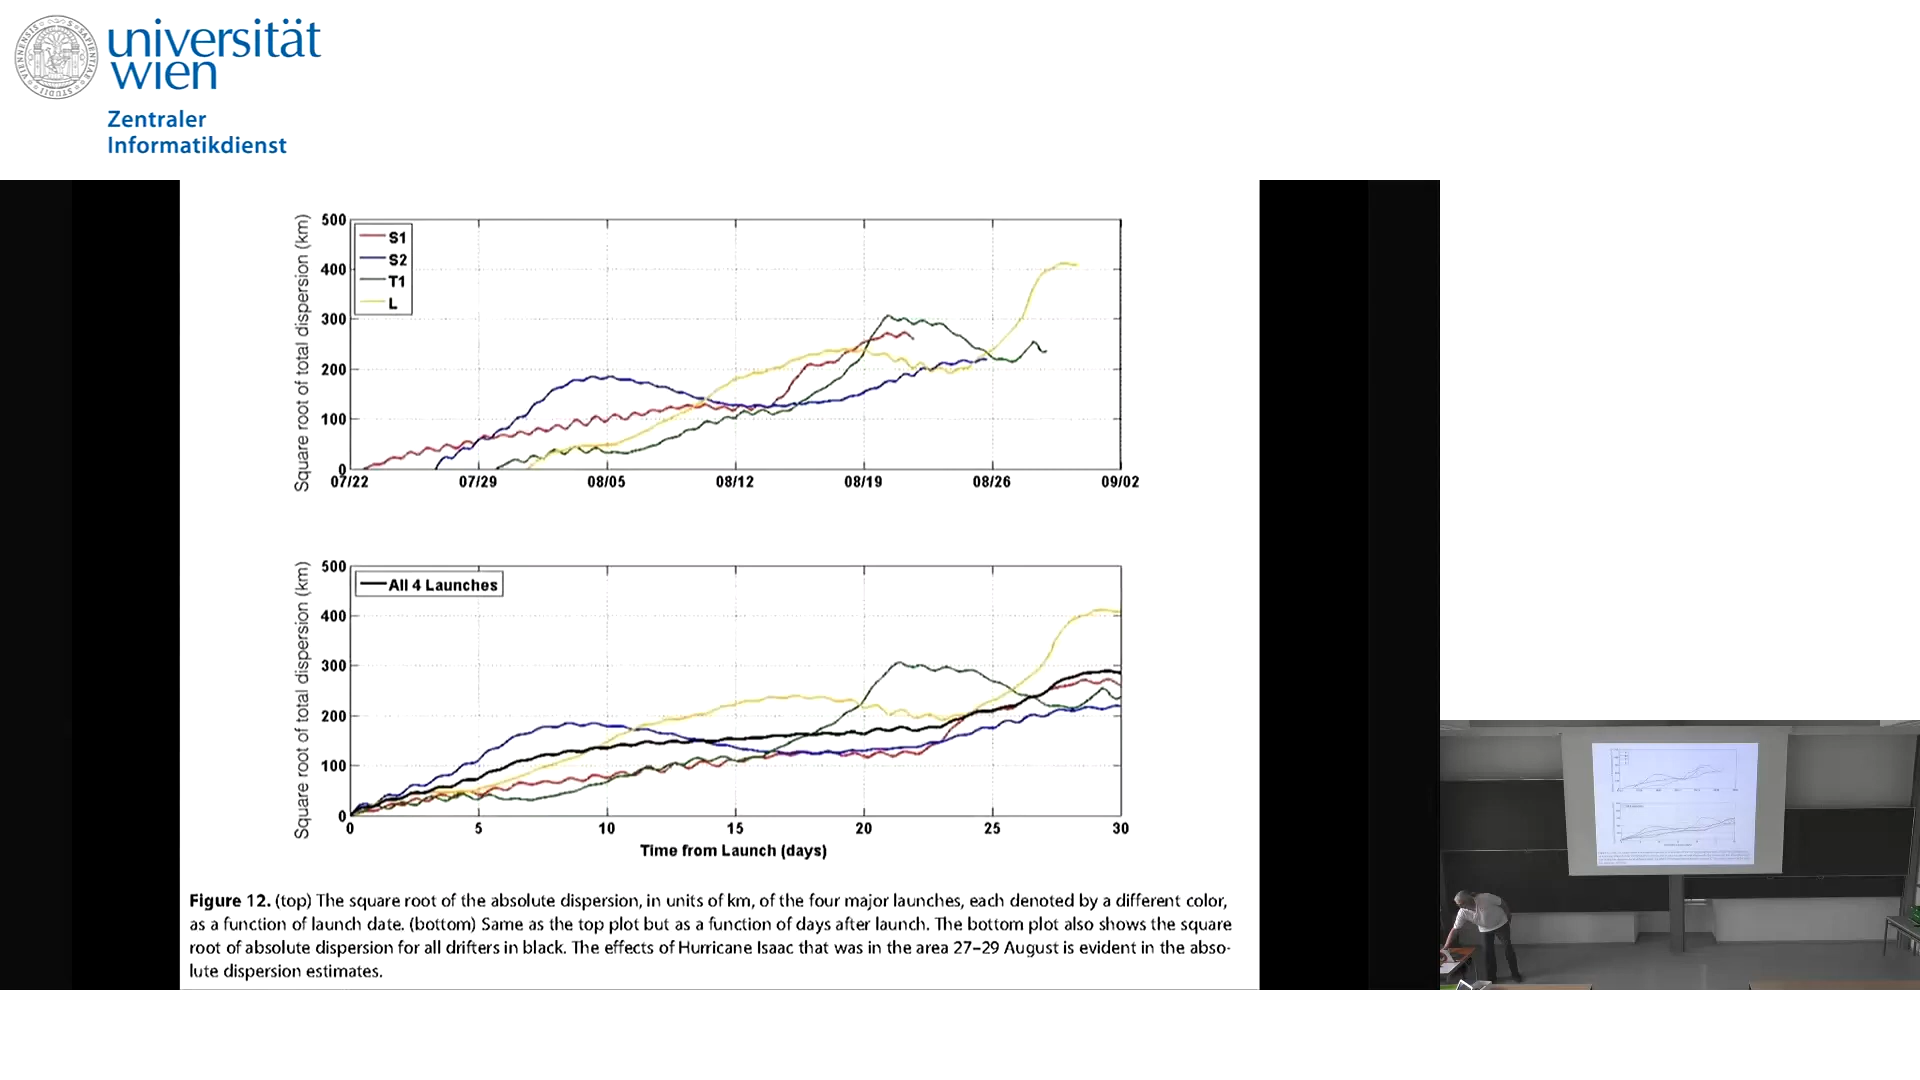 universität
wien
Zentraler
Informatikdienst
Square root of total dispersion (km)
500
400
300
200
100
0
S1
S2
T1
L
07/22 07/29 08/05 08/12 08/19 08/26 09/02
Square root of total dispersion (km)
500
400
300
200
100
0
All 4 Launches
0 5 10 15 20 25 30
Time from Launch (days)
Figure 12. (top) The square root of the absolute dispersion, in units of km, of the four major launches, each denoted by a different color,
as a function of launch date. (bottom) Same as the top plot but as a function of days after launch. The bottom plot also shows the square
root of absolute dispersion for all drifters in black. The effects of Hurricane Isaac that was in the area 27–29 August is evident in the abso-
lute dispersion estimates.